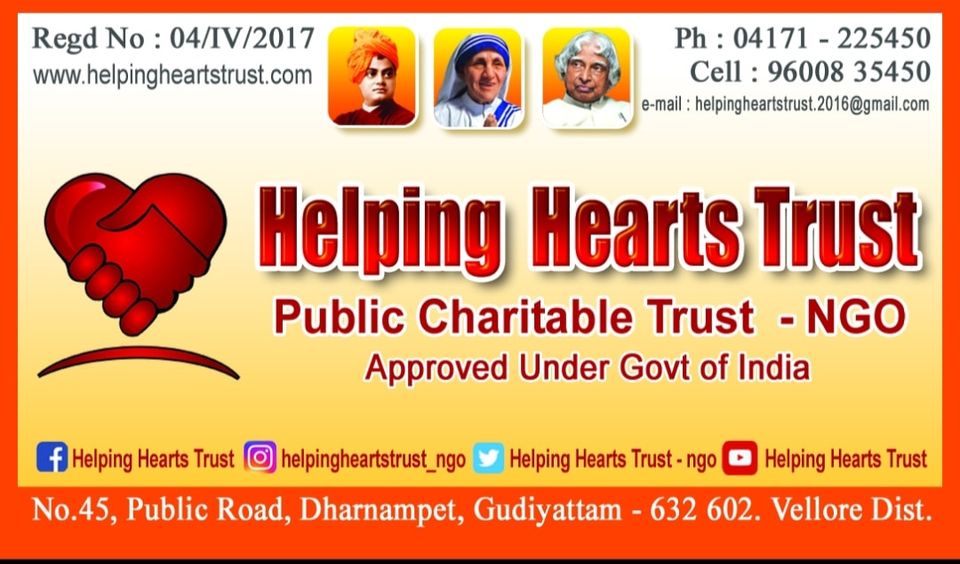 Regd No : 04/IV/2017
www.helpingheartstrust.com
Ph : 04171 - 225450
Cell : 96008 35450
e-mail : helpingheartstrust.2016@gmail.com
Helping Hearts Trust
Public Charitable Trust - NGO
Approved Under Govt of India
Helping Hearts Trust helpingheartstrust_ngo Helping Hearts Trust - ngo Helping Hearts Trust
No.45, Public Road, Dharnampet, Gudiyattam - 632 602. Vellore Dist.